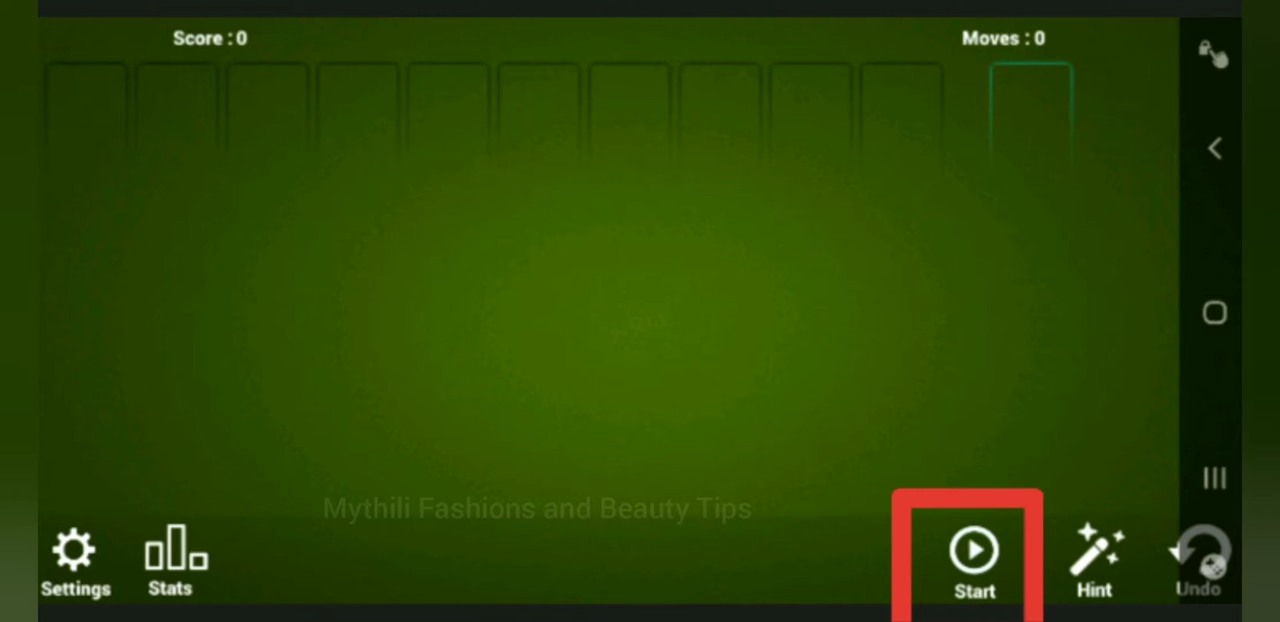 Score : 0
Moves : 0
Mythili Fashions and Beauty Tips
Settings
Stats
Start
Hint
Undo